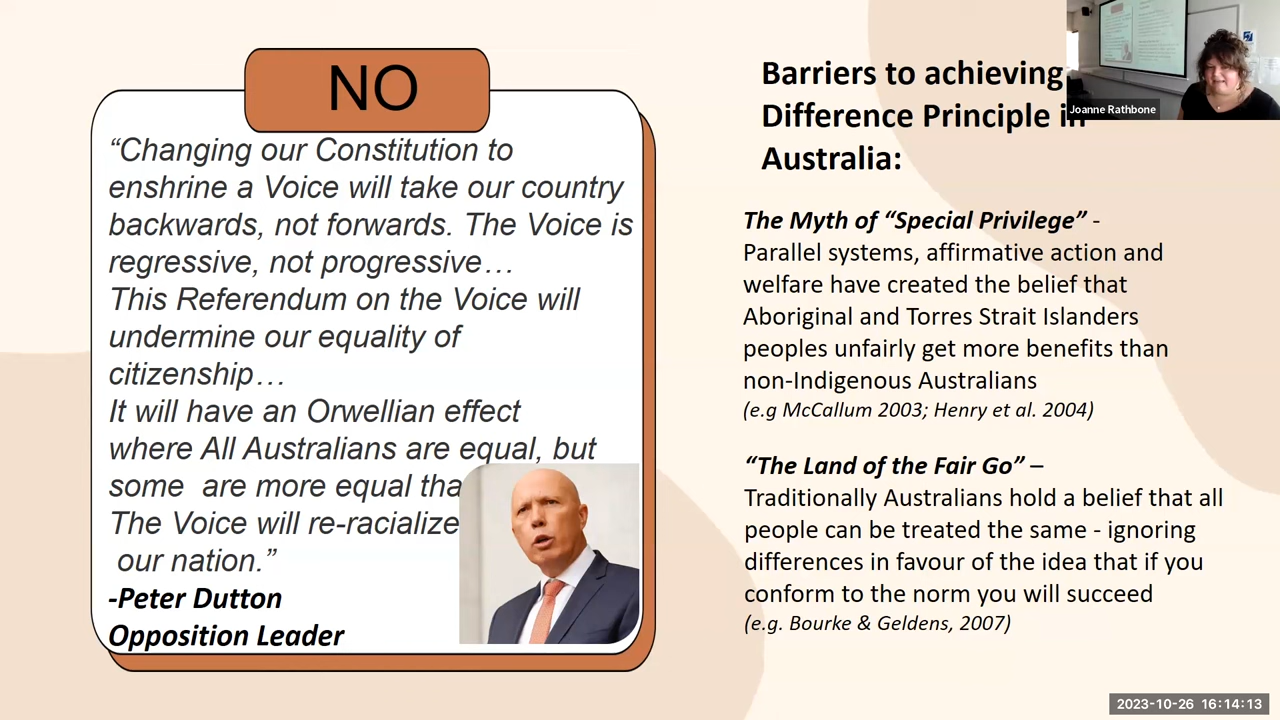 NO
“Changing our Constitution to
enshrine a Voice will take our country
backwards, not forwards. The Voice is
regressive, not progressive…
This Referendum on the Voice will
undermine our equality of
citizenship…
It will have an Orwellian effect
where All Australians are equal, but
some are more equal
The Voice will re-racialize
our nation.”
-Peter Dutton
Opposition Leader
Barriers to achieving
Difference Principle in
Australia:
The Myth of “Special Privilege” -
Parallel systems, affirmative action and
welfare have created the belief that
Aboriginal and Torres Strait Islanders
peoples unfairly get more benefits than
non-Indigenous Australians
(e.g McCallum 2003; Henry et al. 2004)
“The Land of the Fair Go” –
Traditionally Australians hold a belief that all
people can be treated the same - ignoring
differences in favour of the idea that if you
conform to the norm you will succeed
(e.g. Bourke & Geldens, 2007)
Joanne Rathbone
2023-10-26 16:14:13